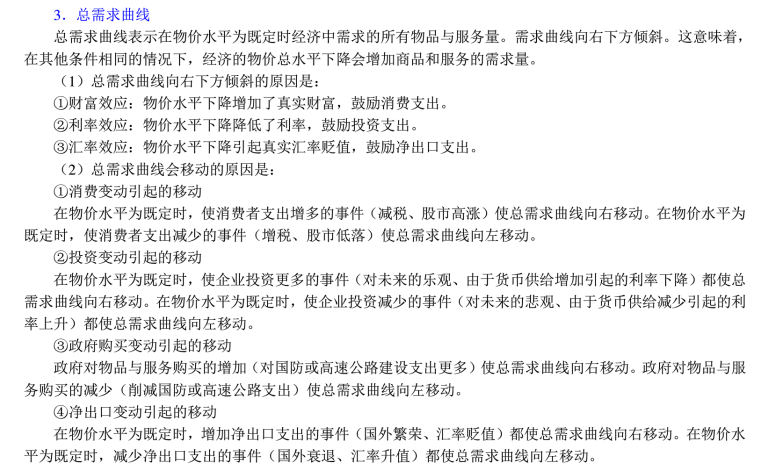 3．总需求曲线
总需求曲线表示在物价水平为既定时经济中需求的所有物品与服务量。需求曲线向右下方倾斜。这意味着，
在其他条件相同的情况下，经济的物价总水平下降会增加商品和服务的需求量。
（1）总需求曲线向右下方倾斜的原因是：
①财富效应：物价水平下降增加了真实财富，鼓励消费支出。
②利率效应：物价水平下降降低了利率，鼓励投资支出。
③汇率效应：物价水平下降引起真实汇率贬值，鼓励净出口支出。
（2）总需求曲线会移动的原因是：
①消费变动引起的移动
在物价水平为既定时，使消费者支出增多的事件（减税、股市高涨）使总需求曲线向右移动。在物价水平为
既定时，使消费者支出减少的事件（增税、股市低落）使总需求曲线向左移动。
②投资变动引起的移动
在物价水平为既定时，使企业投资更多的事件（对未来的乐观、由于货币供给增加引起的利率下降）都使总
需求曲线向右移动。在物价水平为既定时，使企业投资减少的事件（对未来的悲观、由于货币供给减少引起的利
率上升）都使总需求曲线向左移动。
③政府购买变动引起的移动
政府对物品与服务购买的增加（对国防或高速公路建设支出更多）使总需求曲线向右移动。政府对物品与服
务购买的减少（削减国防或高速公路支出）使总需求曲线向左移动。
④净出口变动引起的移动
在物价水平为既定时，增加净出口支出的事件（国外繁荣、汇率贬值）都使总需求曲线向右移动。在物价水
平为既定时，减少净出口支出的事件（国外衰退、汇率升值）都使总需求曲线向左移动。